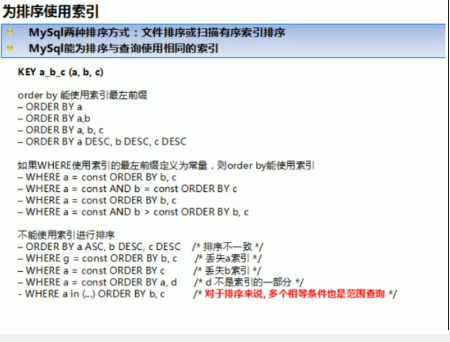 为排序使用索引
MySql两种排序方式：文件排序或扫描有序索引排序
MySql能为排序与查询使用相同的索引
KEY a_b_c (a, b, c)
order by 能使用索引最左前缀
– ORDER BY a
– ORDER BY a,b
– ORDER BY a, b, c
– ORDER BY a DESC, b DESC, c DESC
如果WHERE使用索引的最左前缀定义为常量，则order by能使用索引
– WHERE a = const ORDER BY b, c
– WHERE a = const AND b = const ORDER BY c
– WHERE a = const ORDER BY b, c
– WHERE a = const AND b > const ORDER BY b, c
不能使用索引进行排序
– ORDER BY a ASC, b DESC, c DESC /* 排序不一致 */
– WHERE g = const ORDER BY b, c /* 丢失a索引 */
– WHERE a = const ORDER BY c /* 丢失b索引 */
– WHERE a = const ORDER BY a, d /* d 不是索引的一部分 */
- WHERE a in (...) ORDER BY b, c /* 对于排序来说, 多个相等条件也是范围查询 */